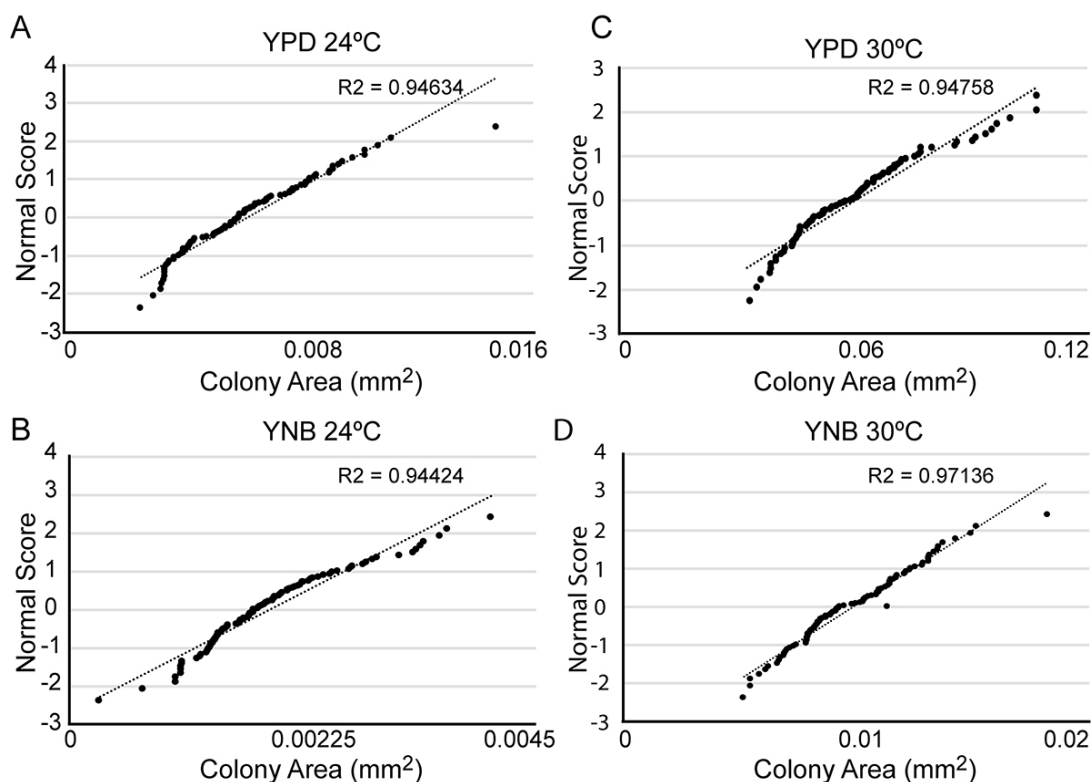 A
YPD 24ºC
R2 = 0.94634
4
3
2
1
0
-1
-2
-3
Normal Score
0
0.008
0.016
Colony Area (mm2)
C
YPD 30ºC
R2 = 0.94758
3
2
1
0
-1
-2
-3
Normal Score
0
0.06
0.12
Colony Area (mm2)
B
YNB 24ºC
R2 = 0.94424
4
3
2
1
0
-1
-2
-3
Normal Score
0
0.00225
0.0045
Colony Area (mm2)
D
YNB 30ºC
R2 = 0.97136
4
3
2
1
0
-1
-2
-3
Normal Score
0
0.01
0.02
Colony Area (mm2)